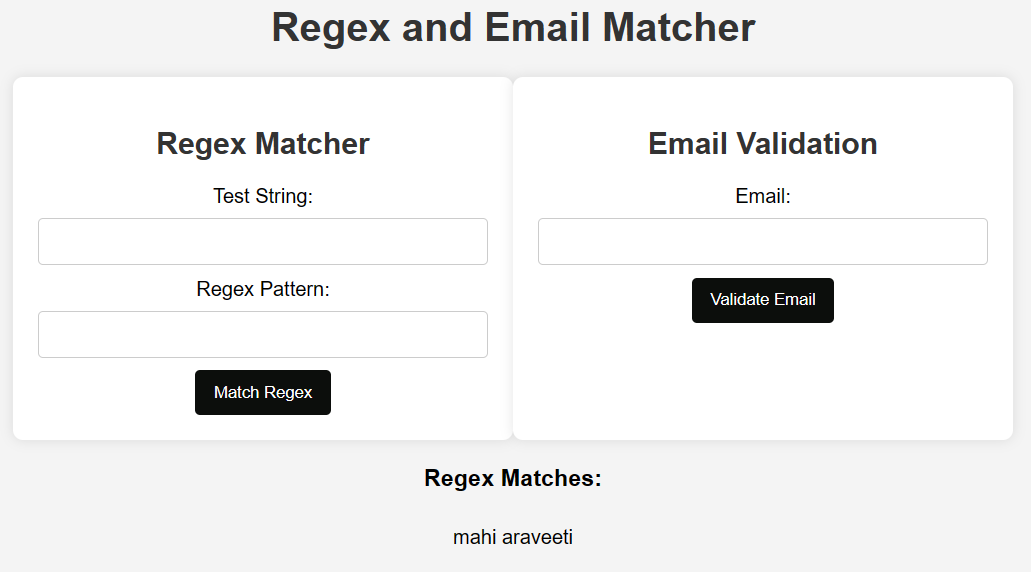 Regex and Email Matcher
Regex Matcher
Test String:
Regex Pattern:
Match Regex
Email Validation
Email:
Validate Email
Regex Matches:
mahi araveeti